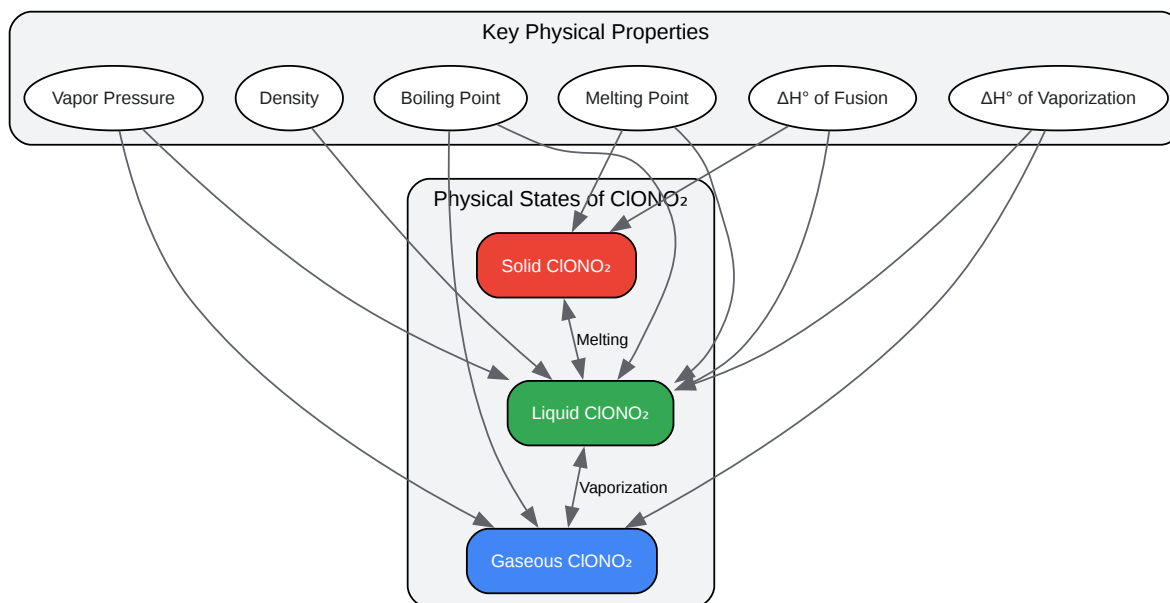 Key Physical Properties
Vapor Pressure
Density
Boiling Point
Melting Point
ΔH° of Fusion
ΔH° of Vaporization
Physical States of ClONO₂
Solid ClONO₂
Melting
Liquid ClONO₂
Vaporization
Gaseous ClONO₂